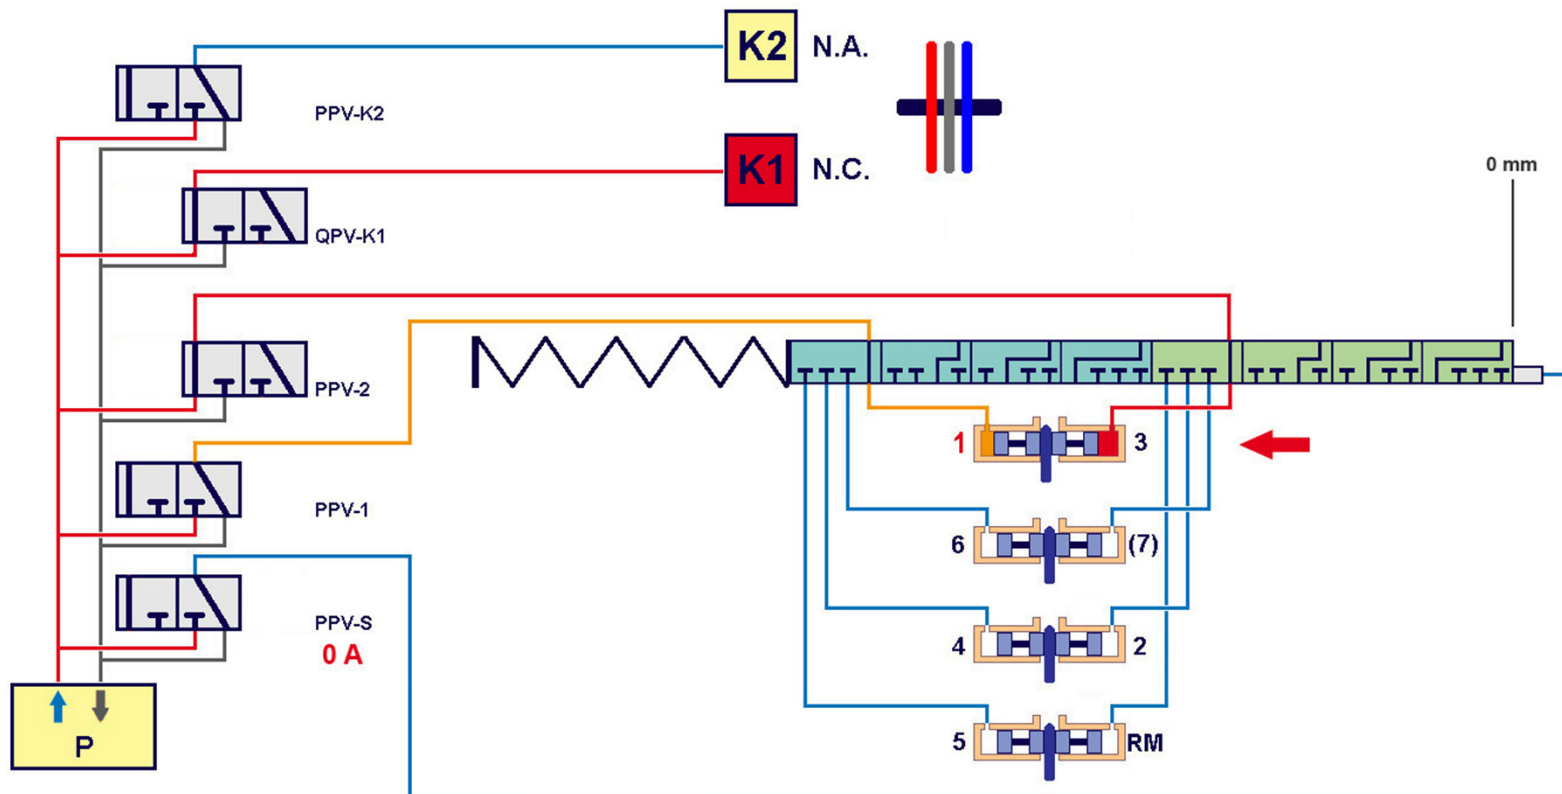 K2 N.A.
PPV-K2
K1 N.C.
0 mm
QPV-K1
PPV-2
1 3
PPV-1
6 (7)
PPV-S
0 A
4 2
P
5 RM